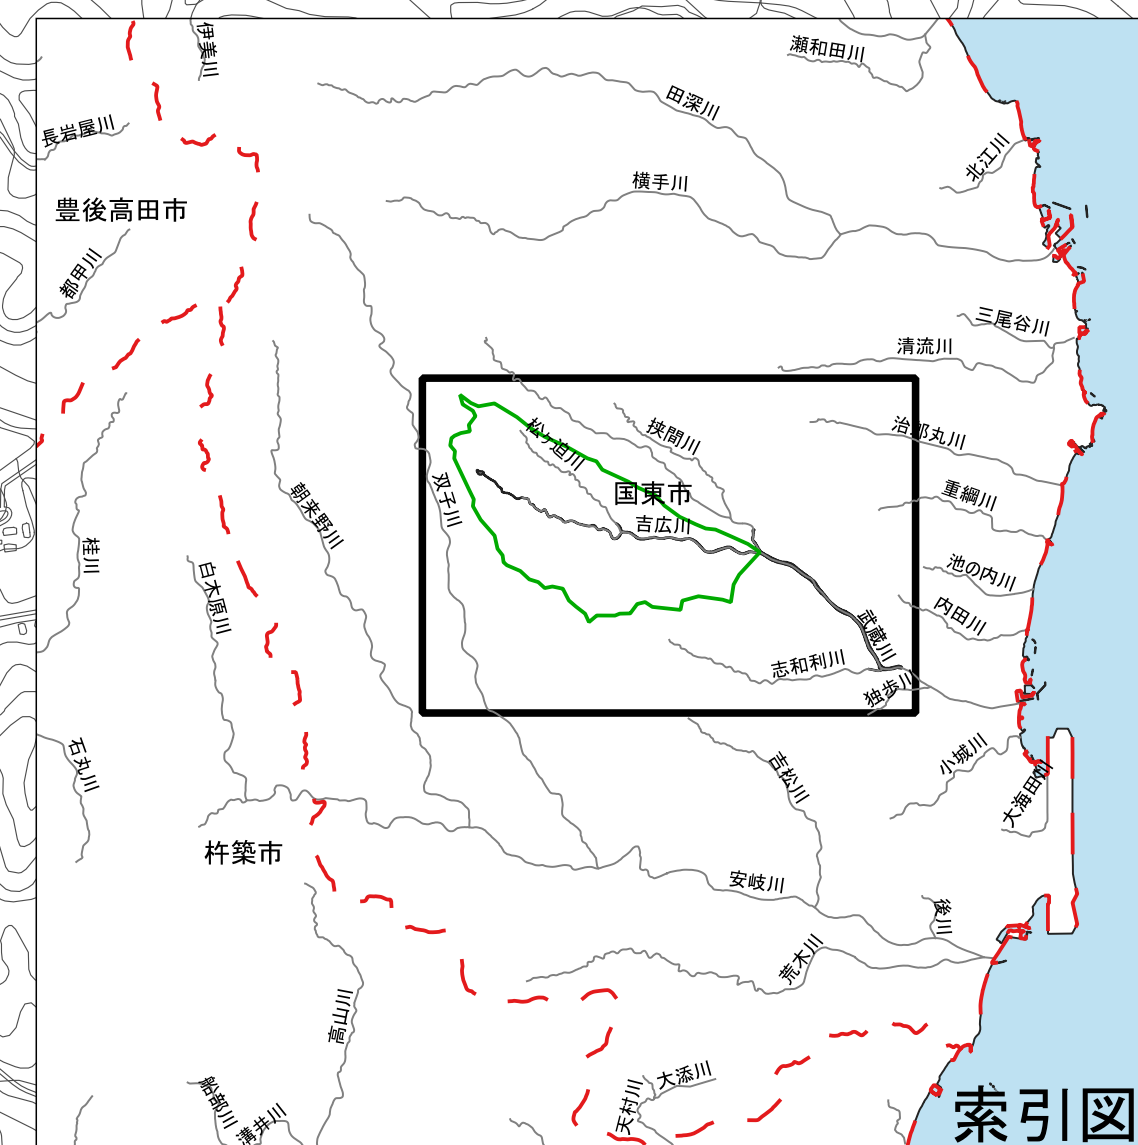 伊美川
瀬和田川
田深川
長岩屋川
北江川
横手川
豊後高田市
都甲川
三尾谷川
清流川
松ヶ迫川
挟間川
治郎丸川
双子川
国東市
重綱川
朝来野川
吉広川
桂川
白木原川
池の内川
内田川
武蔵川
志和利川
独歩川
石丸川
吉松川
小城川
大海田川
杵築市
安岐川
後川
荒木川
高山川
大添川
天村川
溝井川
索引図